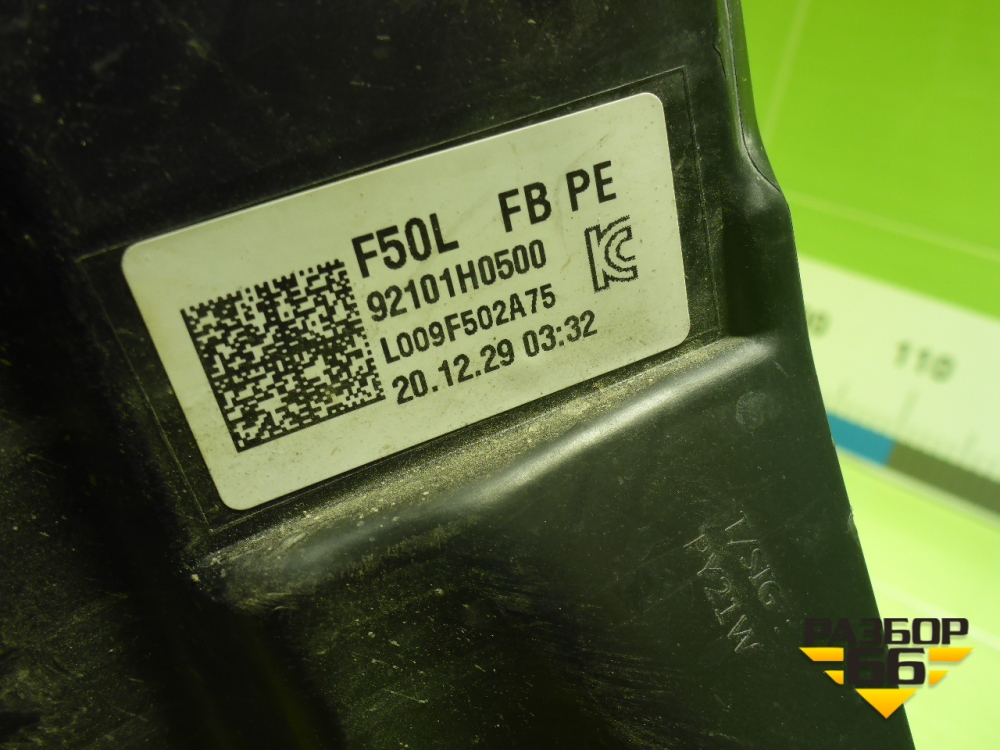 F50L FB PE
92101H0500
L009F502A75
20.12.29 03:32
110
T/SIG
PY21W
РАЗБОР
66